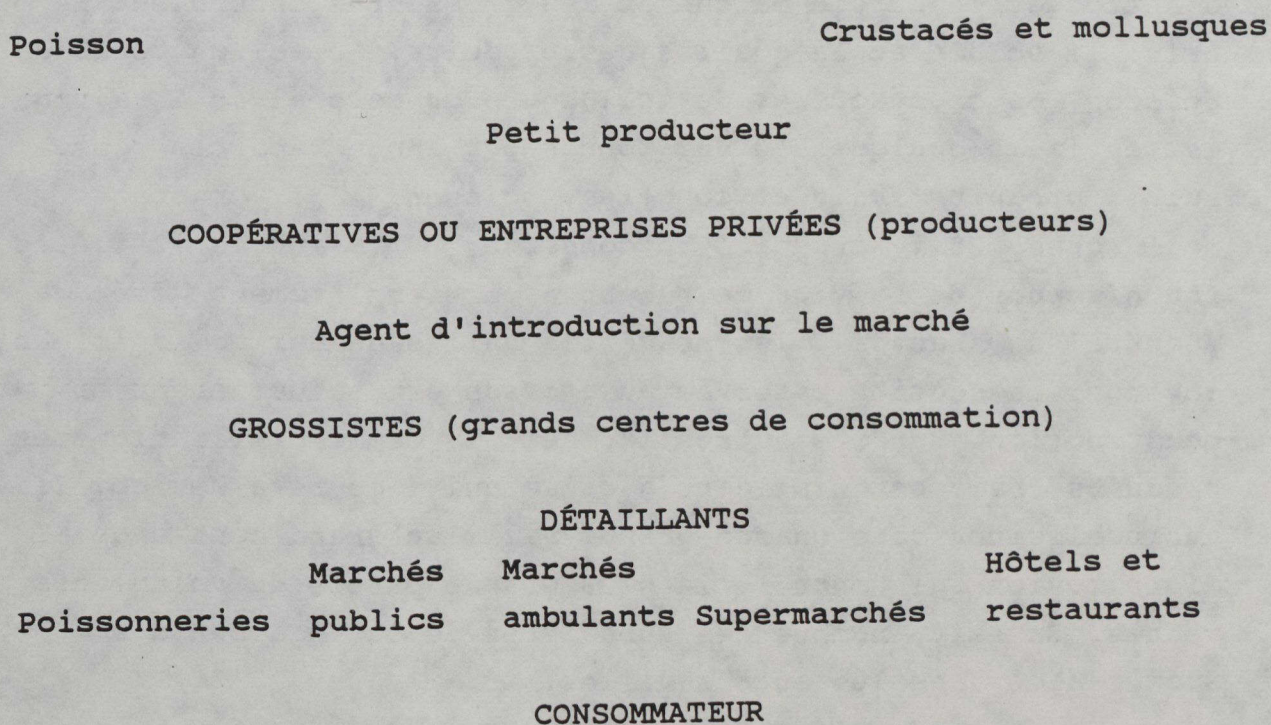 Poisson Crustacés et mollusques
Petit producteur
COOPÉRATIVES OU ENTREPRISES PRIVÉES (producteurs)
Agent d'introduction sur le marché
GROSSISTES (grands centres de consommation)
DÉTAILLANTS
Marchés Marchés Hôtels et
Poissonneries publics ambulants Supermarchés restaurants
CONSOMMATEUR